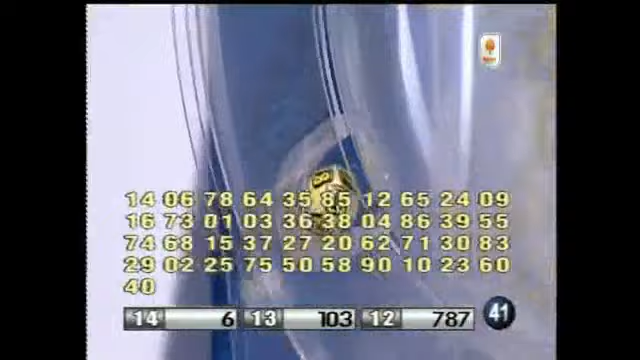 14 06 78 64 35 85 12 65 24 09
16 73 01 03 36 38 04 86 39 55
74 68 15 37 27 20 62 71 30 83
29 02 25 75 50 58 90 10 23 60
40
14 6 13 103 12 787 41